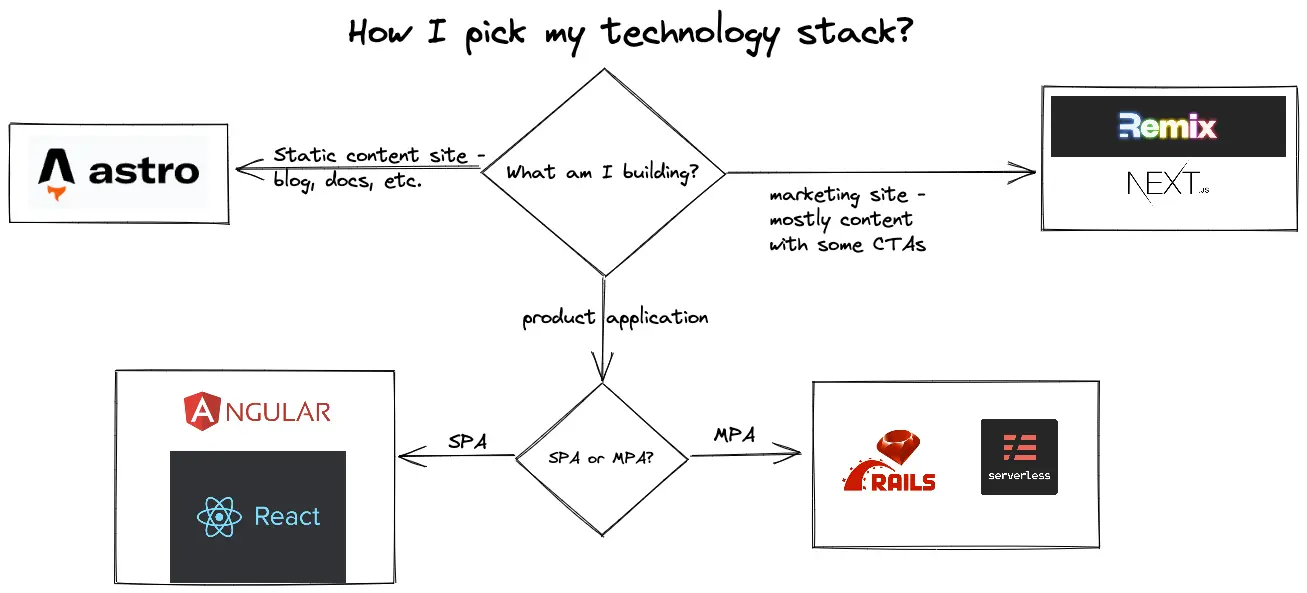 How I pick my technology stack?
astro
Static content site -
blog, docs, etc.
What am I building?
marketing site -
mostly content
with some CTAs
Remix
NEXT.JS
product application
ANGULAR
React
SPA
SPA or MPA?
MPA
RAILS
serverless